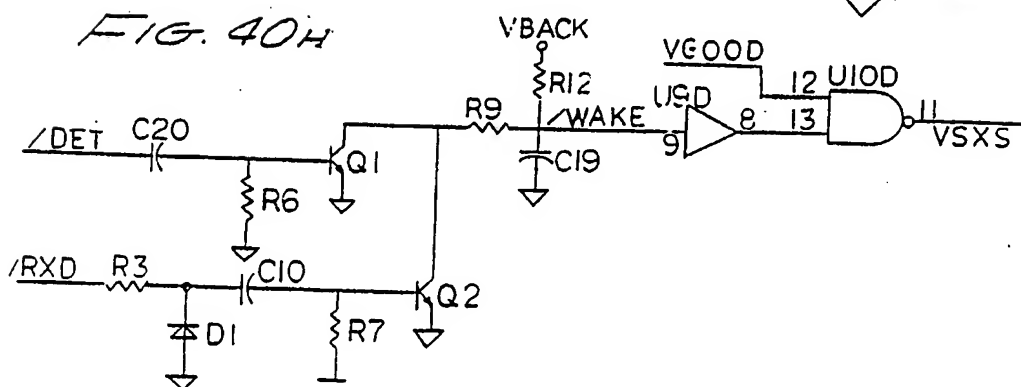 FIG. 40H
VBACK
VGOOD
R12
12 U10D
U9D
R9
/WAKE
8
13
11
VSXS
/DET
C20
Q1
9
C19
R6
/RXD
R3
C10
Q2
D1
R7